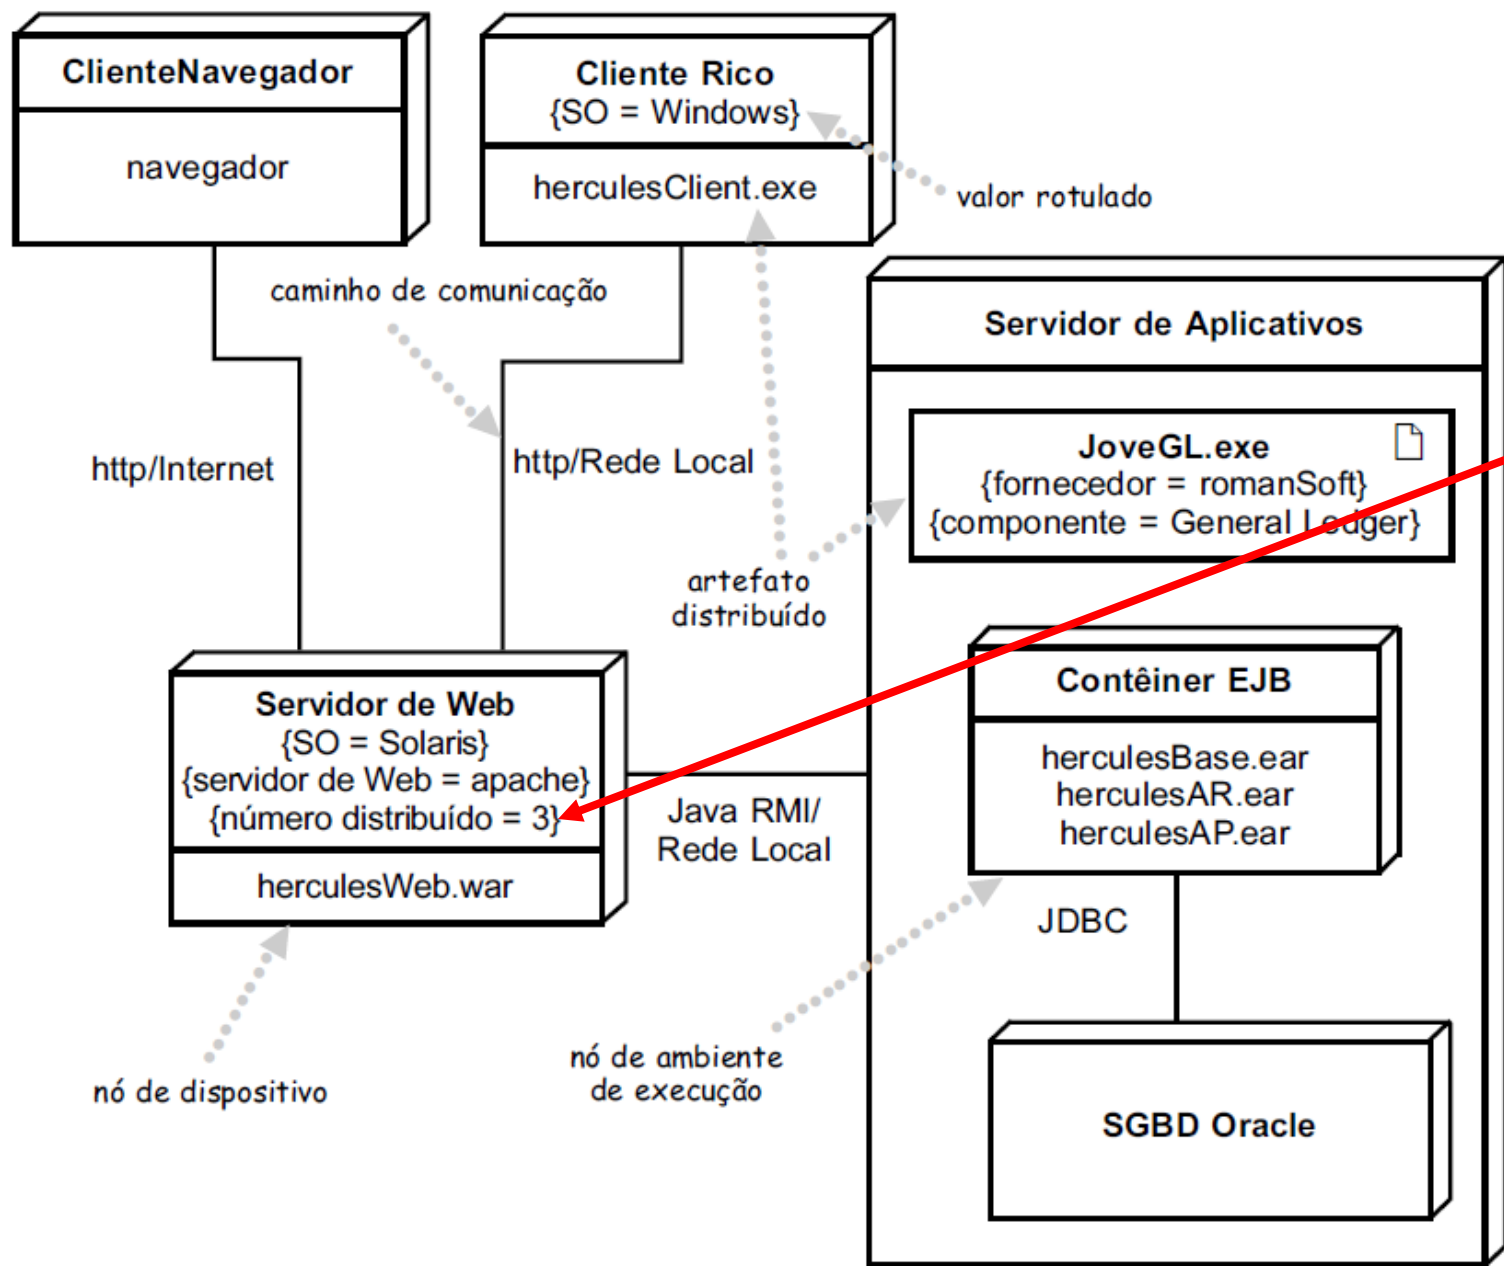 ClienteNavegador
navegador
Cliente Rico
{SO = Windows}
herculesClient.exe
valor rotulado
caminho de comunicação
http/Internet
http/Rede Local
Servidor de Aplicativos
JoveGL.exe
{fornecedor = romanSoft}
{componente = General Ledger}
artefato
distribuído
Servidor de Web
{SO = Solaris}
{servidor de Web = apache}
{número distribuído = 3}
herculesWeb.war
Java RMI/
Rede Local
Contêiner EJB
herculesBase.ear
herculesAR.ear
herculesAP.ear
JDBC
nó de dispositivo
nó de ambiente
de execução
SGBD Oracle